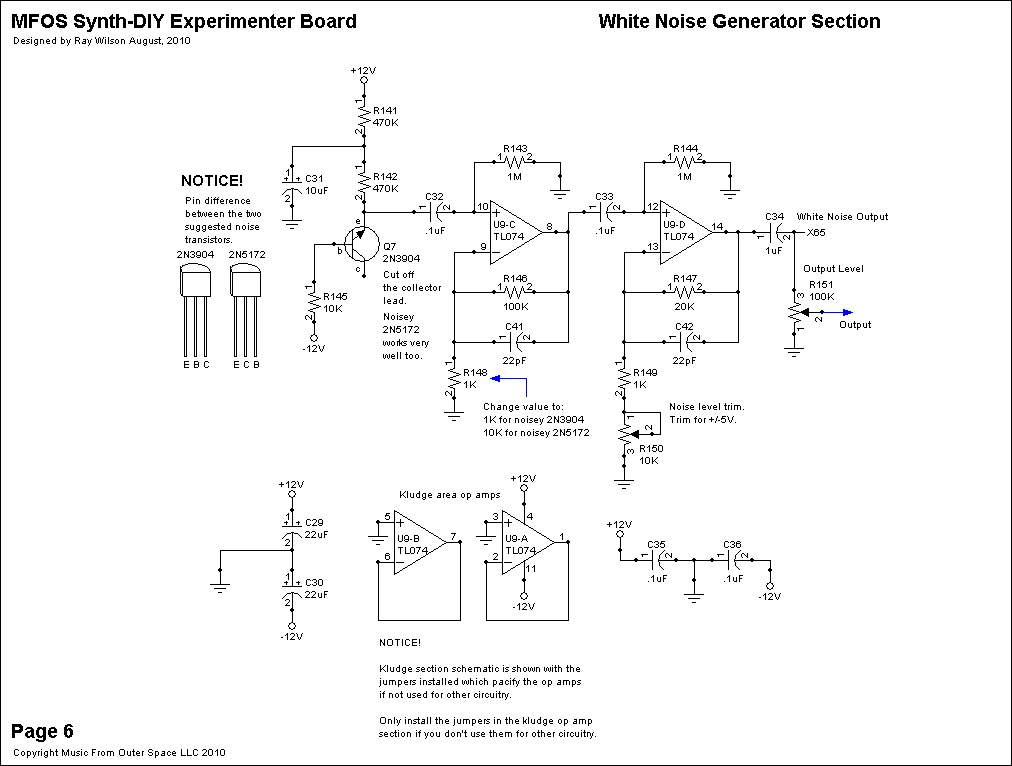 MFOS Synth-DIY Experimenter Board
White Noise Generator Section
Designed by Ray Wilson August, 2010
+12V
1
R141
470K
2
1
R142
470K
2
1
C31
10uF
2
NOTICE!
Pin difference
between the two
suggested noise
transistors.
2N3904 2N5172
E B C E C B
e
b
c
Q7
2N3904
Cut off
the collector
lead.
Noisey
2N5172
works very
well too.
1
R145
10K
2
-12V
C32
1 2
.1uF
R143
1 2
1M
10
+
U9-C
TL074
8
9
-
R146
1 2
100K
C41
1 2
22pF
1
R148
1K
2
Change value to:
1K for noisey 2N3904
10K for noisey 2N5172
C33
1 2
.1uF
R144
1 2
1M
12
+
U9-D
TL074
14
13
-
R147
1 2
20K
C42
1 2
22pF
1
R149
1K
2
Noise level trim.
Trim for +/-5V.
1
2
3
R150
10K
C34
1 2
1uF
White Noise Output
X65
Output Level
R151
100K
3
2
1
Output
+12V
1
C29
22uF
2
1
C30
22uF
2
-12V
Kludge area op amps
5
+
U9-B
TL074
7
6
-
+12V
4
3
+
U9-A
TL074
1
2
-
11
-12V
+12V
C35
1 2
.1uF
C36
1 2
.1uF
-12V
NOTICE!
Kludge section schematic is shown with the
jumpers installed which pacify the op amps
if not used for other circuitry.
Only install the jumpers in the kludge op amp
section if you don't use them for other circuitry.
Page 6
Copyright Music From Outer Space LLC 2010